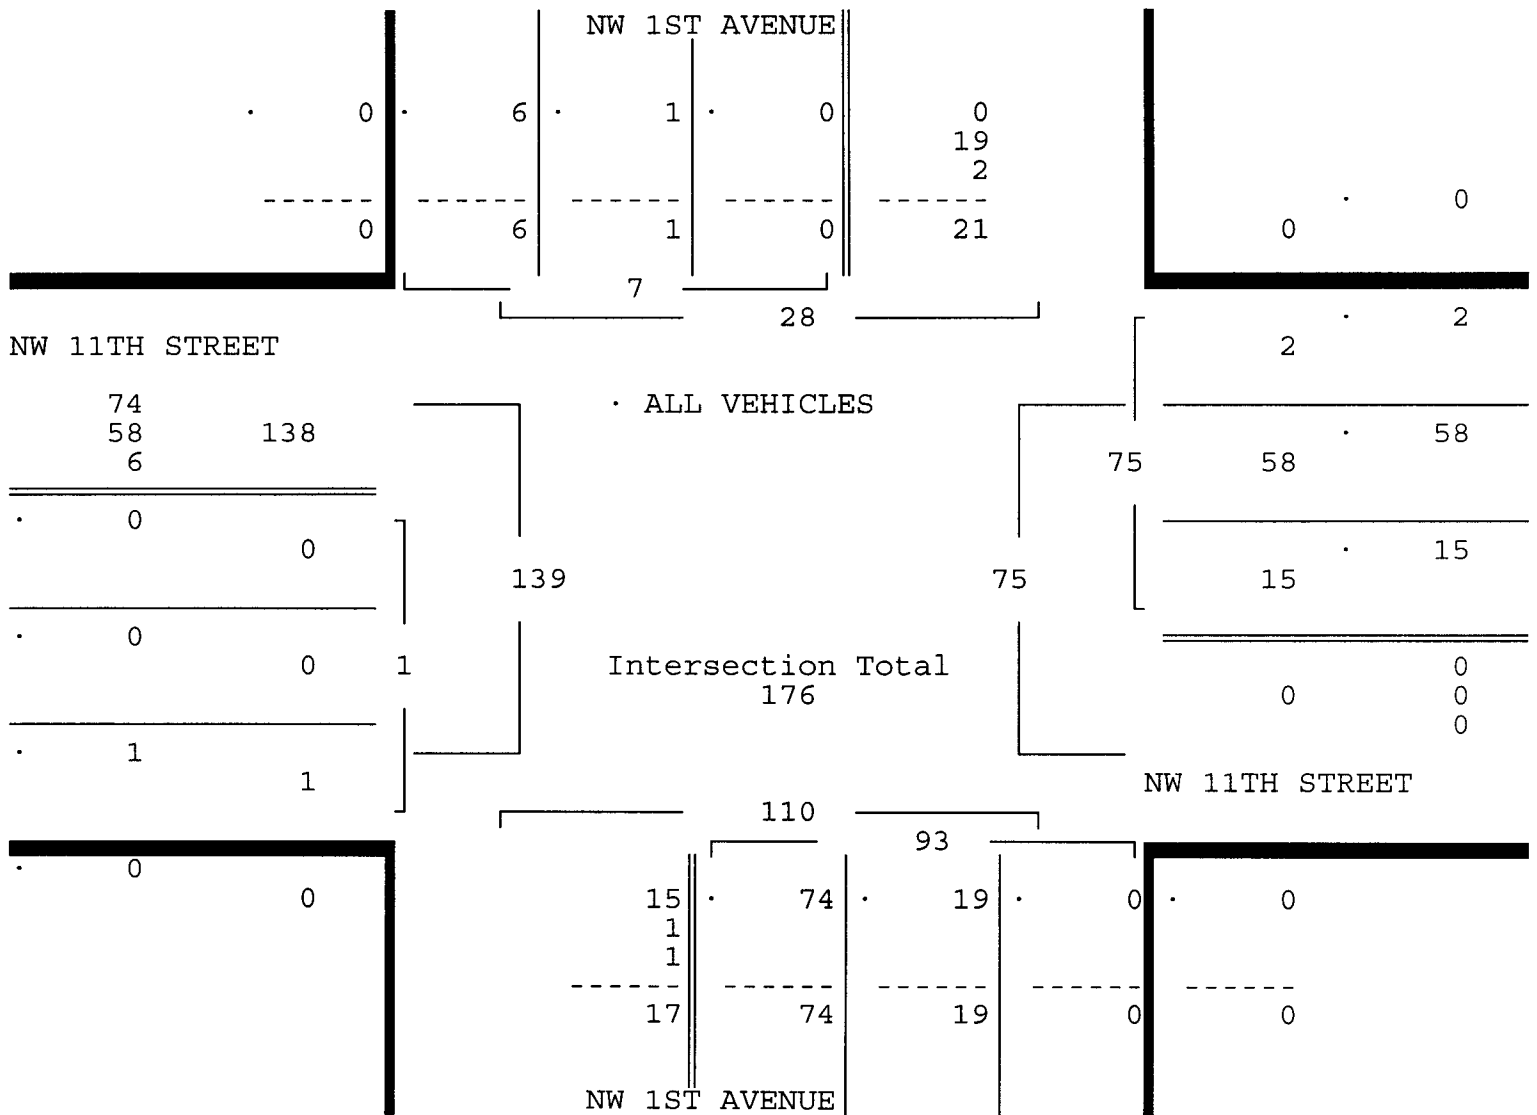 NW 1ST AVENUE
· 0 · 6 · 1 · 0 0
19
2
------ ------ ------ ------ ------ · 0
0 6 1 0 21 0
7
28 · 2
NW 11TH STREET 2
74 · ALL VEHICLES
58 138 · 58
6 75 58
· 0
0 · 15
139 75 15
· 0
0 1 Intersection Total 0
176 0 0
0
· 1
1 NW 11TH STREET
110
93
· 0
0 15 · 74 · 19 · 0 · 0
1
1
------ ------ ------ ------ ------
17 74 19 0 0
NW 1ST AVENUE